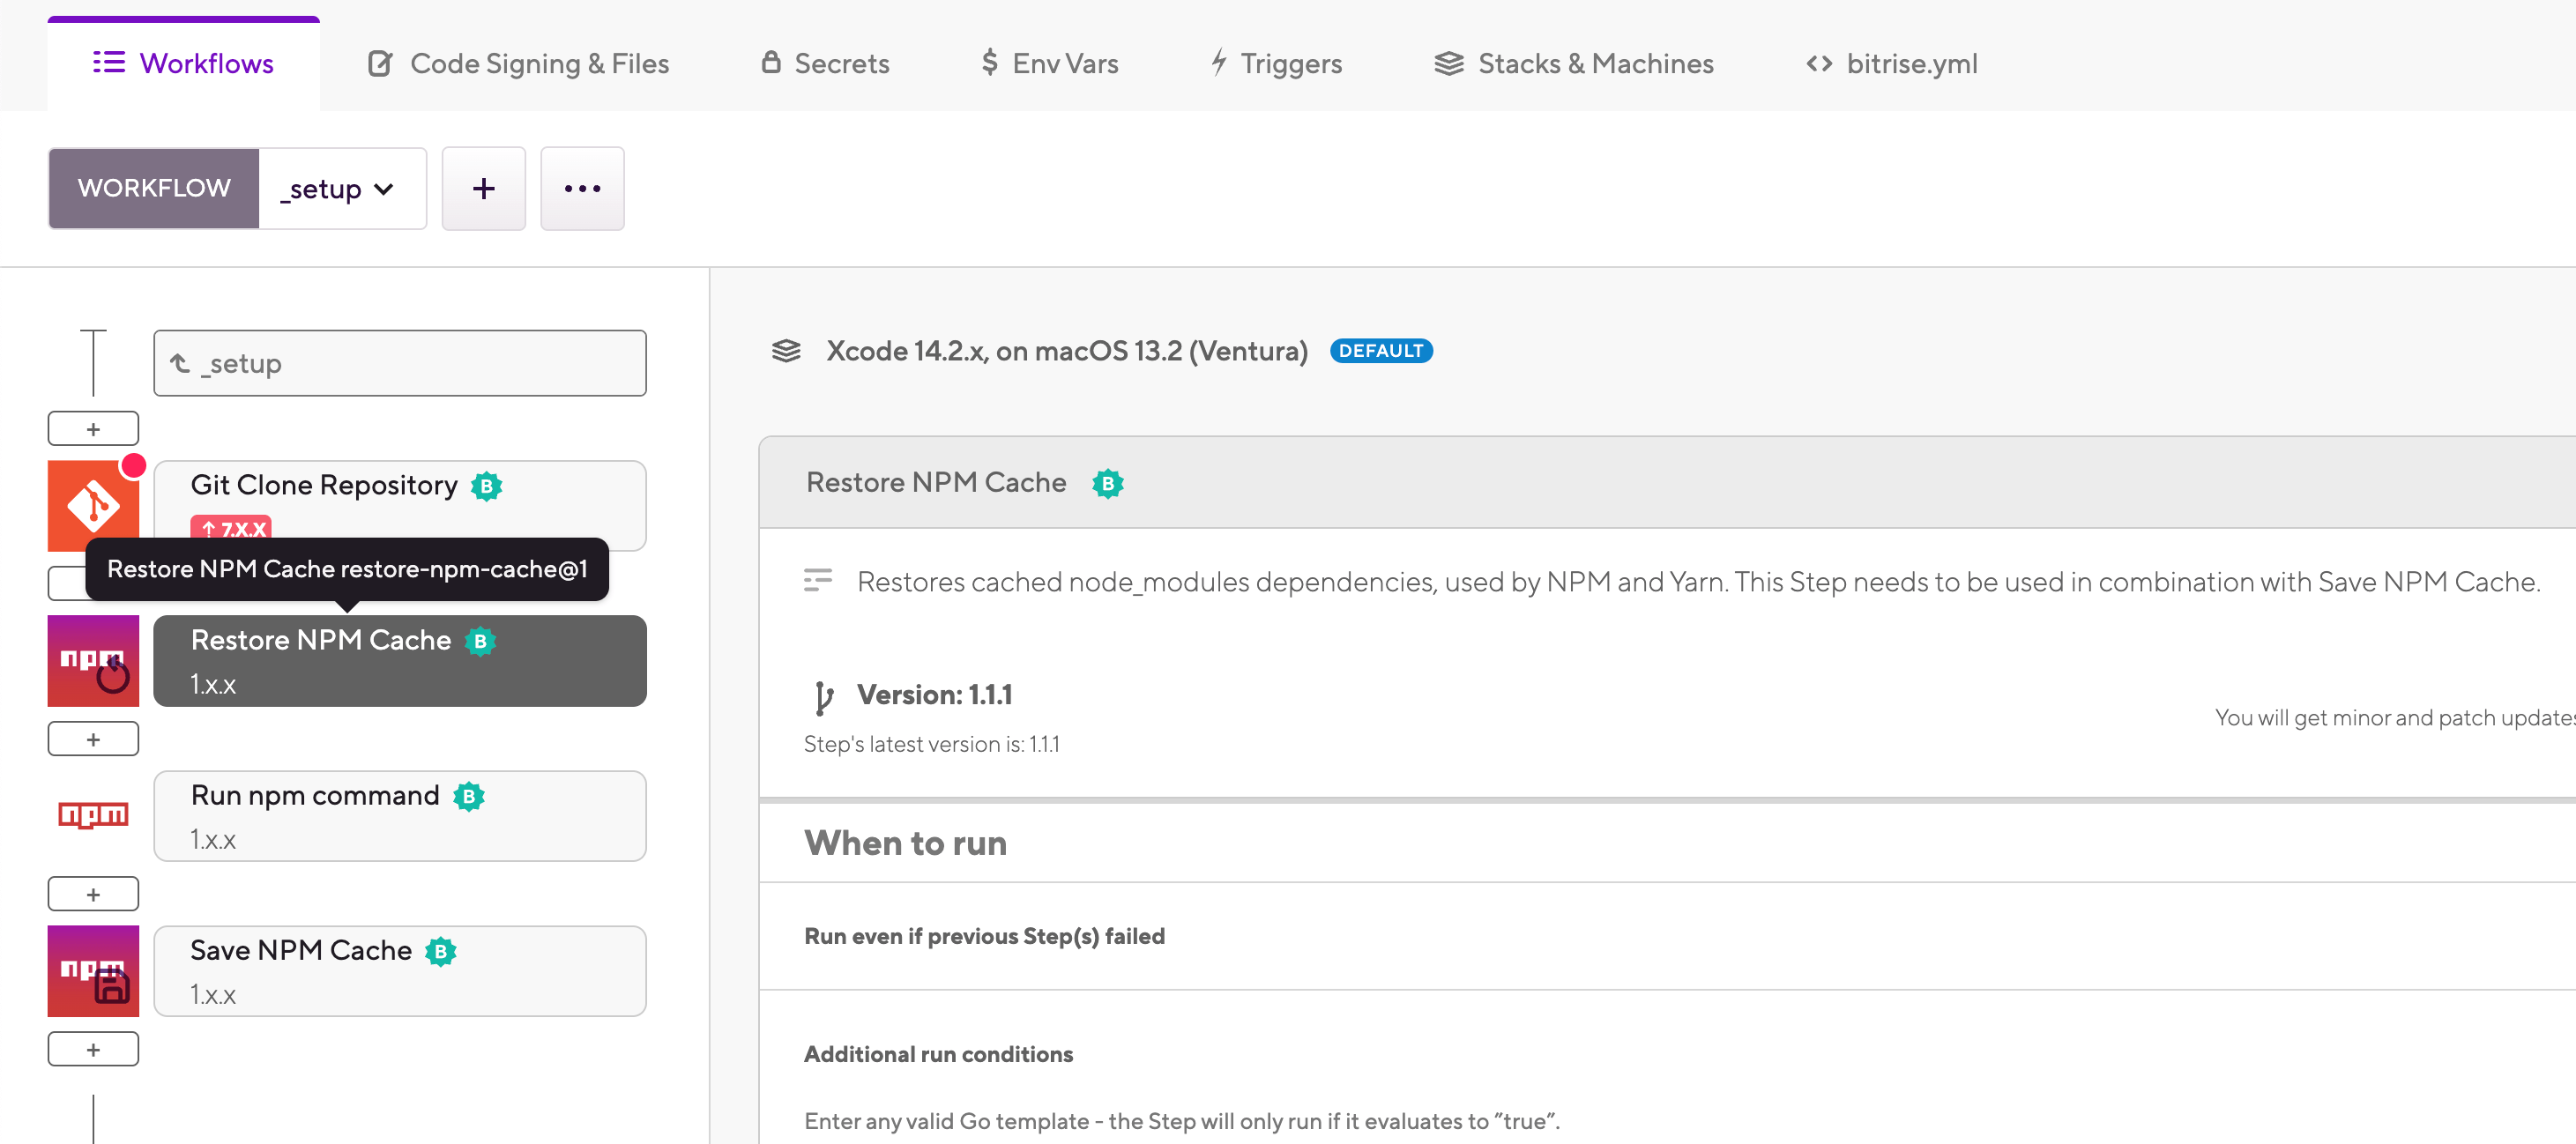 Workflows
Code Signing & Files
Secrets
Env Vars
Triggers
Stacks & Machines
bitrise.yml
WORKFLOW
_setup
+
_setup
+
Git Clone Repository B
7.X.X
Restore NPM Cache restore-npm-cache@1
npm
Restore NPM Cache B
1.x.x
+
npm
Run npm command B
1.x.x
+
npm
Save NPM Cache B
1.x.x
+
Xcode 14.2.x, on macOS 13.2 (Ventura) DEFAULT
Restore NPM Cache B
Restores cached node_modules dependencies, used by NPM and Yarn. This Step needs to be used in combination with Save NPM Cache.
Version: 1.1.1
Step's latest version is: 1.1.1
You will get minor and patch updates
When to run
Run even if previous Step(s) failed
Additional run conditions
Enter any valid Go template - the Step will only run if it evaluates to ”true”.